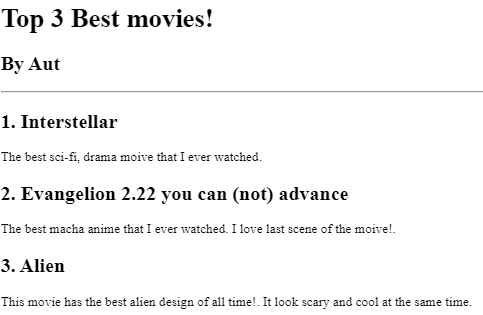 Top 3 Best movies!
By Aut
1. Interstellar
The best sci-fi, drama moive that I ever watched.
2. Evangelion 2.22 you can (not) advance
The best macha anime that I ever watched. I love last scene of the moive!.
3. Alien
This movie has the best alien design of all time!. It look scary and cool at the same time.